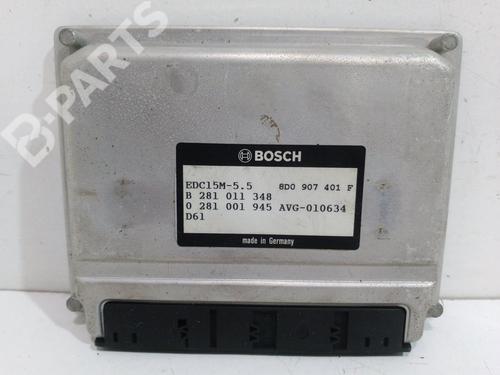 BPARTS
BOSCH
EDC15M-5.5 8D0 907 401 F
B 281 011 348
0 281 001 945 AVG-010634
D61
made in Germany